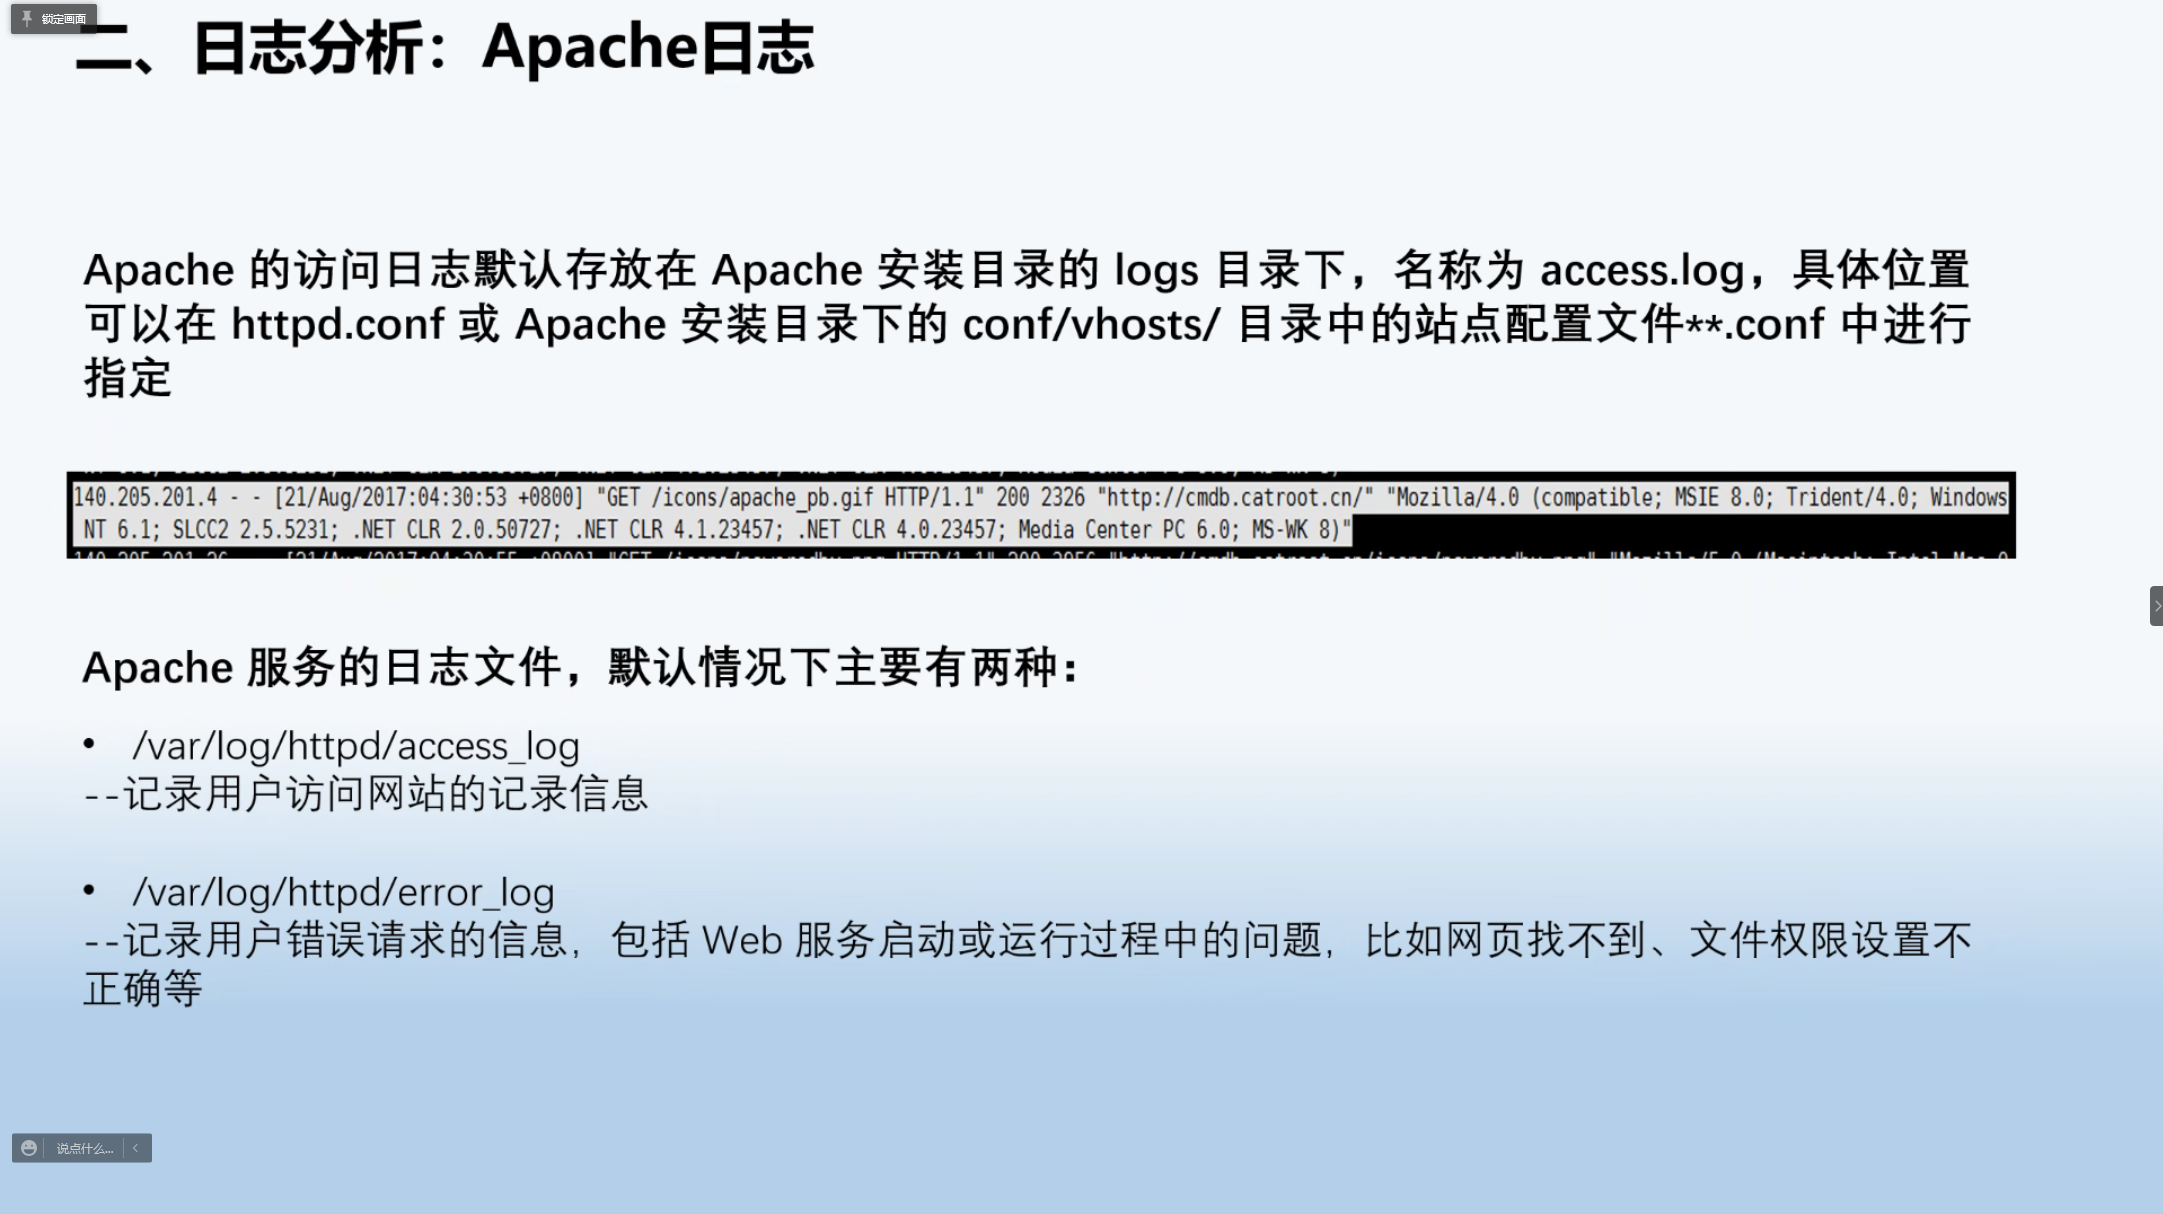 锁定画面
二、日志分析：Apache日志
Apache 的访问日志默认存放在 Apache 安装目录的 logs 目录下，名称为 access.log，具体位置
可以在 httpd.conf 或 Apache 安装目录下的 conf/vhosts/ 目录中的站点配置文件**.conf 中进行
指定
140.205.201.4 - - [21/Aug/2017:04:30:53 +0800] "GET /icons/apache_pb.gif HTTP/1.1" 200 2326 "http://cmdb.catroot.cn/" "Mozilla/4.0 (compatible; MSIE 8.0; Trident/4.0; Windows
NT 6.1; SLCC2 2.5.5231; .NET CLR 2.0.50727; .NET CLR 4.1.23457; .NET CLR 4.0.23457; Media Center PC 6.0; MS-WK 8)"
Apache 服务的日志文件，默认情况下主要有两种：
• /var/log/httpd/access_log
--记录用户访问网站的记录信息
• /var/log/httpd/error_log
--记录用户错误请求的信息，包括 Web 服务启动或运行过程中的问题，比如网页找不到、文件权限设置不
正确等
说点什么...